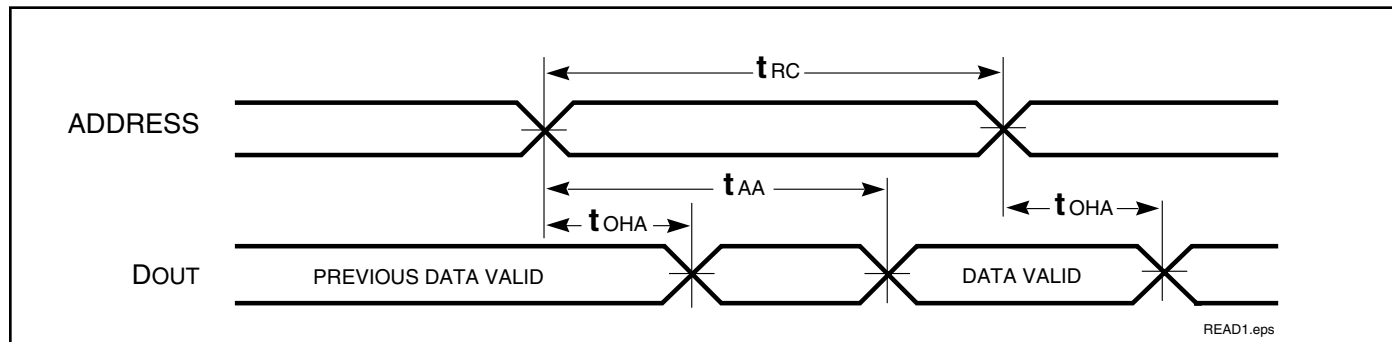 tRC
ADDRESS
tAA
tOHA
tOHA
DOUT
PREVIOUS DATA VALID
DATA VALID
READ1.eps